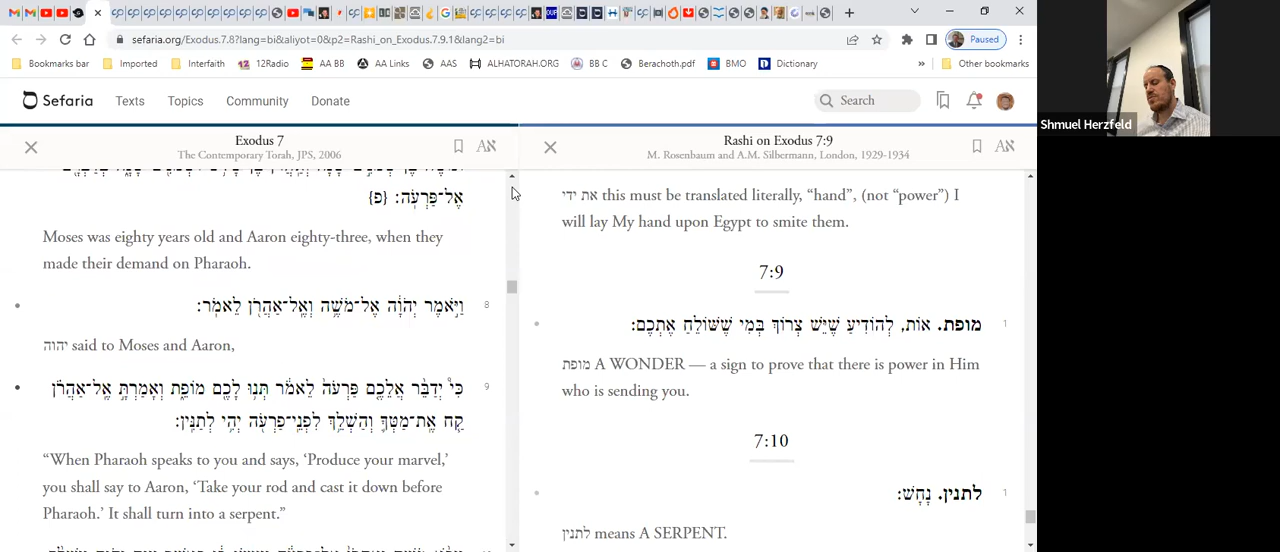 sefaria.org/Exodus.7.8?lang=bi&aliyot=0&p2=Rashi_on_Exodus.7.9.1&lang2=bi
Paused
Bookmarks bar Imported Interfaith 12Radio AA BB AA Links AAS ALHATORAH.ORG BB C Berachoth.pdf BMO Dictionary » Other bookmarks
Sefaria Texts Topics Community Donate Search
Shmuel Herzfeld
Exodus 7
The Contemporary Torah, JPS, 2006
אֶל־פַּרְעֹֽה׃ {פ}
Moses was eighty years old and Aaron eighty-three, when they
made their demand on Pharaoh.
8
וַיֹּ֣אמֶר יְהֹוָ֔ה אֶל־מֹשֶׁ֥ה וְאֶֽל־אַהֲרֹ֖ן לֵאמֹֽר׃
יהוה said to Moses and Aaron,
9
כִּי֩ יְדַבֵּ֨ר אֲלֵכֶ֤ם פַּרְעֹה֙ לֵאמֹ֔ר תְּנ֥וּ לָכֶ֖ם מוֹפֵ֑ת וְאָמַרְתָּ֣ אֶֽל־אַהֲרֹ֗ן
קַ֧ח אֶֽת־מַטְּךָ֛ וְהַשְׁלֵ֥ךְ לִפְנֵֽי־פַרְעֹ֖ה יְהִ֥י לְתַנִּֽין׃
“When Pharaoh speaks to you and says, ‘Produce your marvel,’
you shall say to Aaron, ‘Take your rod and cast it down before
Pharaoh.’ It shall turn into a serpent.”
Rashi on Exodus 7:9
M. Rosenbaum and A.M. Silbermann, London, 1929-1934
את ידי this must be translated literally, “hand”, (not “power”) I
will lay My hand upon Egypt to smite them.
7:9
1
מופת. אוֹת, לְהוֹדִיעַ שֶׁיֵּשׁ צְרוֹךְ בְּמִי שֶׁשּׁוֹלֵחַ אֶתְכֶם:
מופת A WONDER — a sign to prove that there is power in Him
who is sending you.
7:10
1
לתנין. נָחָשׁ:
לתנין means A SERPENT.